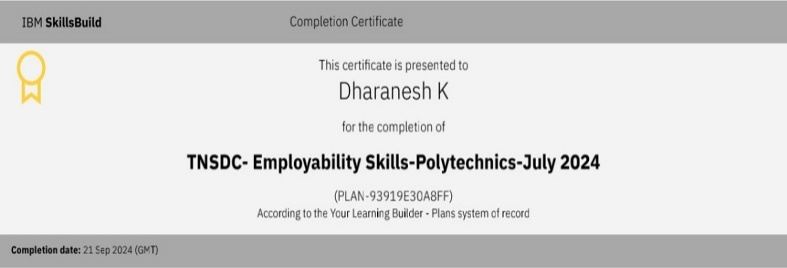 IBM SkillsBuild
Completion Certificate
This certificate is presented to
Dharanesh K
for the completion of
TNSDC- Employability Skills-Polytechnics-July 2024
(PLAN-93919E30A8FF)
According to the Your Learning Builder - Plans system of record
Completion date: 21 Sep 2024 (GMT)